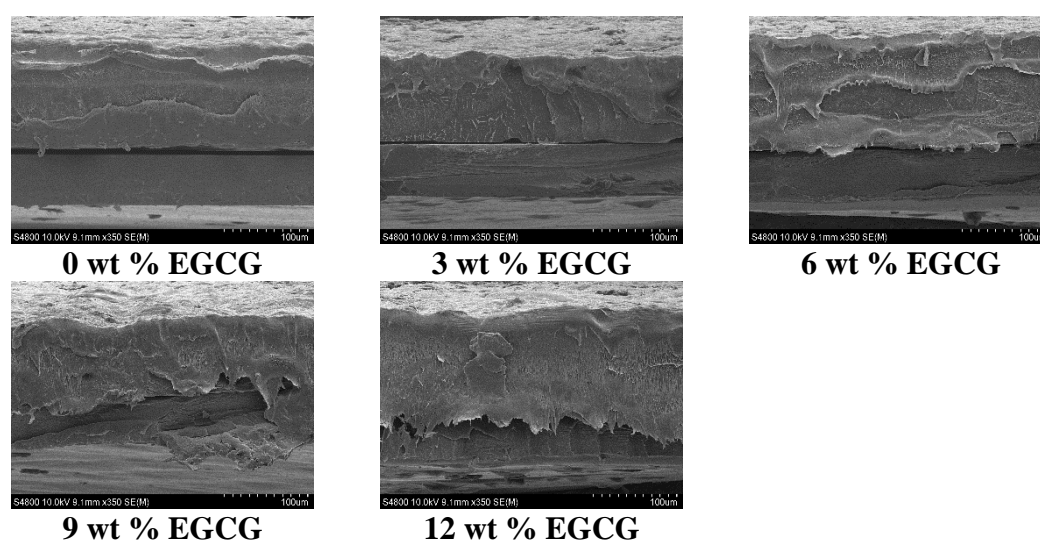 S4800 10.0kV 9.1mm x350 SE(M) 100um
S4800 10.0kV 9.1mm x350 SE(M) 100um
S4800 10.0kV 9.1mm x350 SE(M) 100um
0 wt % EGCG
3 wt % EGCG
6 wt % EGCG
S4800 10.0kV 9.1mm x350 SE(M) 100um
S4800 10.0kV 9.1mm x350 SE(M) 100um
9 wt % EGCG
12 wt % EGCG